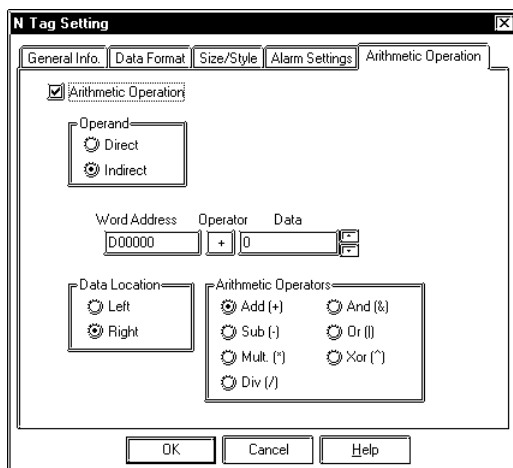 N Tag Setting
General Info. Data Format Size/Style Alarm Settings Arithmetic Operation
Arithmetic Operation
Operand
Direct
Indirect
Word Address Operator Data
D00000 + 0
Data Location
Left
Right
Arithmetic Operators
Add (+) And (&)
Sub (-) Or (|)
Mult. (*) Xor (^)
Div (/)
OK Cancel Help